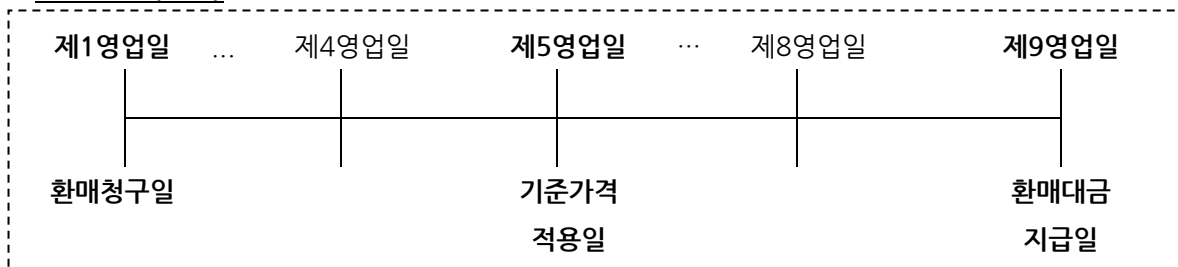 제1영업일 … 제4영업일 제5영업일 … 제8영업일 제9영업일
환매청구일 기준가격 환매대금
적용일 지급일